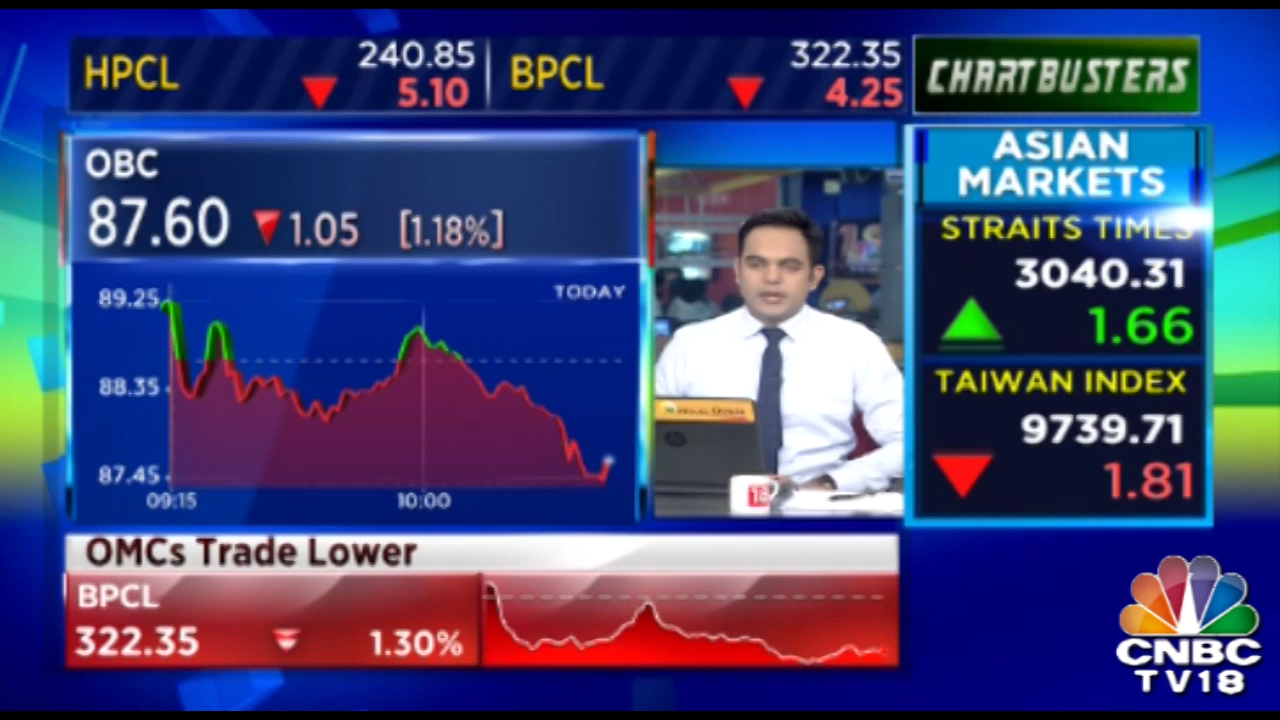 HPCL 240.85 5.10 BPCL 322.35 4.25 CHARTBUSTERS
OBC
87.60 1.05 [1.18%]
TODAY
89.25
88.35
87.45
09:15 10:00
ASIAN
MARKETS
STRAITS TIMES
3040.31
1.66
TAIWAN INDEX
9739.71
1.81
hp
18
OMCs Trade Lower
BPCL
322.35 1.30%
CNBC
TV18